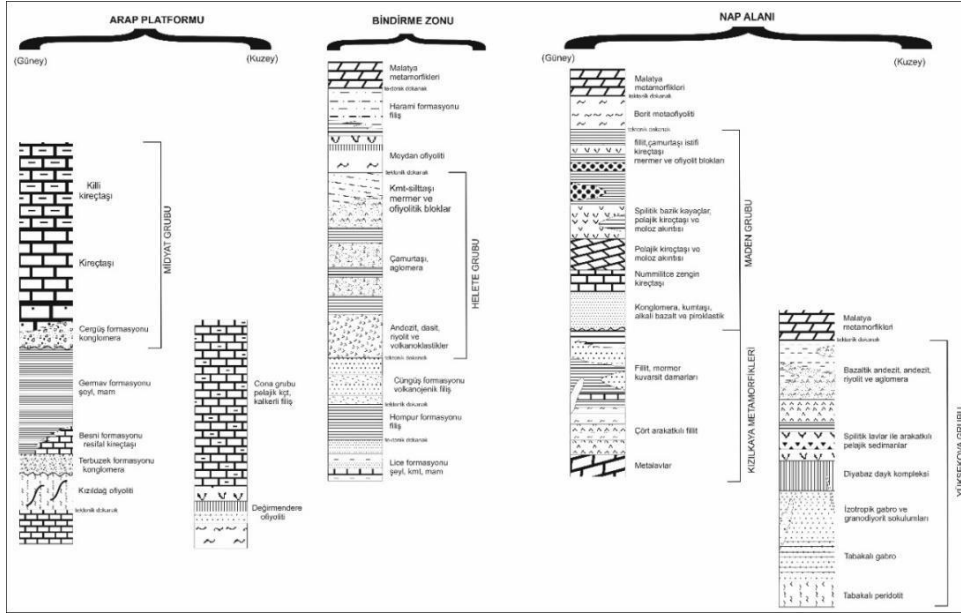 ARAP PLATFORMU
(Güney)
(Kuzey)
Killi
kireçtaşı
Kireçtaşı
MİDYAT GRUBU
Cergüş formasyonu
konglomera
Germav formasyonu
şeyl, marn
Besni formasyonu
resifal kireçtaşı
Terbuzek formasyonu
konglomera
Kızıldağ ofiyoliti
tektonik dokanak
Cona grubu
pelajik kçt,
kalkerli filiş
Değirmendere
ofiyoliti
BİNDİRME ZONU
Malatya
metamorfikleri
tektonik dokanak
Harami formasyonu
filiş
Meydan ofiyoliti
tektonik dokanak
Kmt-silttaşı
mermer ve
ofiyolitik bloklar
Çamurtaşı,
aglomera
Andezit, dasit,
riyolit ve
volkanoklastikler
HELETE GRUBU
tektonik dokanak
Çüngüş formasyonu
volkanojenik filiş
tektonik dokanak
Hompur formasyonu
filiş
tektonik dokanak
Lice formasyonu
şeyl, kmt, marn
NAP ALANI
(Güney)
(Kuzey)
Malatya
metamorfikleri
tektonik dokanak
Berit metaofiyoliti
tektonik dokanak
fillit,çamurtaşı istifi
kireçtaşı
mermer ve ofiyolit blokları
Spilitik bazik kayaçlar,
pelajik kireçtaşı ve
moloz akıntısı
Pelajik kireçtaşı ve
moloz akıntısı
Nummilitce zengin
kireçtaşı
Konglomera, kumtaşı,
alkali bazalt ve piroklastik
MADEN GRUBU
Fillit, mermer
kuvarsit damarları
Çört arakatkılı fillit
Metalavlar
KIZILKAYA METAMORFİKLERİ
Malatya
metamorfikleri
tektonik dokanak
Bazaltik andezit, andezit,
riyolit ve aglomera
Spilitik lavlar ile arakatkılı
pelajik sedimanlar
Diyabaz dayk kompleksi
İzotropik gabro ve
granodiyorit sokulumları
Tabakalı gabro
Tabakalı peridotit
YÜKSEKOVA GRUBU